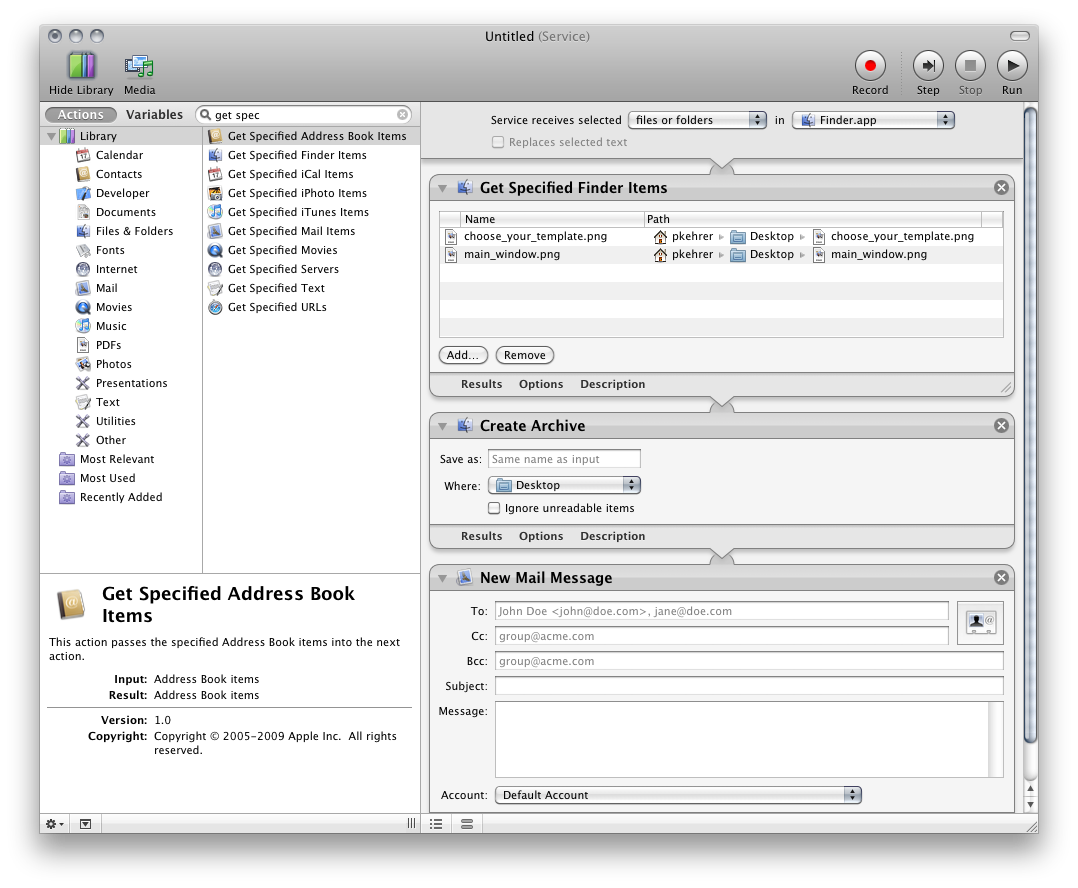 Untitled (Service)
Hide Library
Media
Record
Step
Stop
Run
Actions
Variables
get spec
Library
Calendar
Contacts
Developer
Documents
Files & Folders
Fonts
Internet
Mail
Movies
Music
PDFs
Photos
Presentations
Text
Utilities
Other
Most Relevant
Most Used
Recently Added
Get Specified Address Book Items
Get Specified Finder Items
Get Specified iCal Items
Get Specified iPhoto Items
Get Specified iTunes Items
Get Specified Mail Items
Get Specified Movies
Get Specified Servers
Get Specified Text
Get Specified URLs
Get Specified Address Book
Items
This action passes the specified Address Book items into the next
action.
Input: Address Book items
Result: Address Book items
Version: 1.0
Copyright: Copyright © 2005-2009 Apple Inc. All rights
reserved.
Service receives selected files or folders in Finder.app
Replaces selected text
Get Specified Finder Items
Name Path
choose_your_template.png pkehrer Desktop choose_your_template.png
main_window.png pkehrer Desktop main_window.png
Add... Remove
Results Options Description
Create Archive
Save as: Same name as input
Where: Desktop
Ignore unreadable items
Results Options Description
New Mail Message
To: John Doe <john@doe.com>, jane@doe.com
Cc: group@acme.com
Bcc: group@acme.com
Subject:
Message:
Account: Default Account